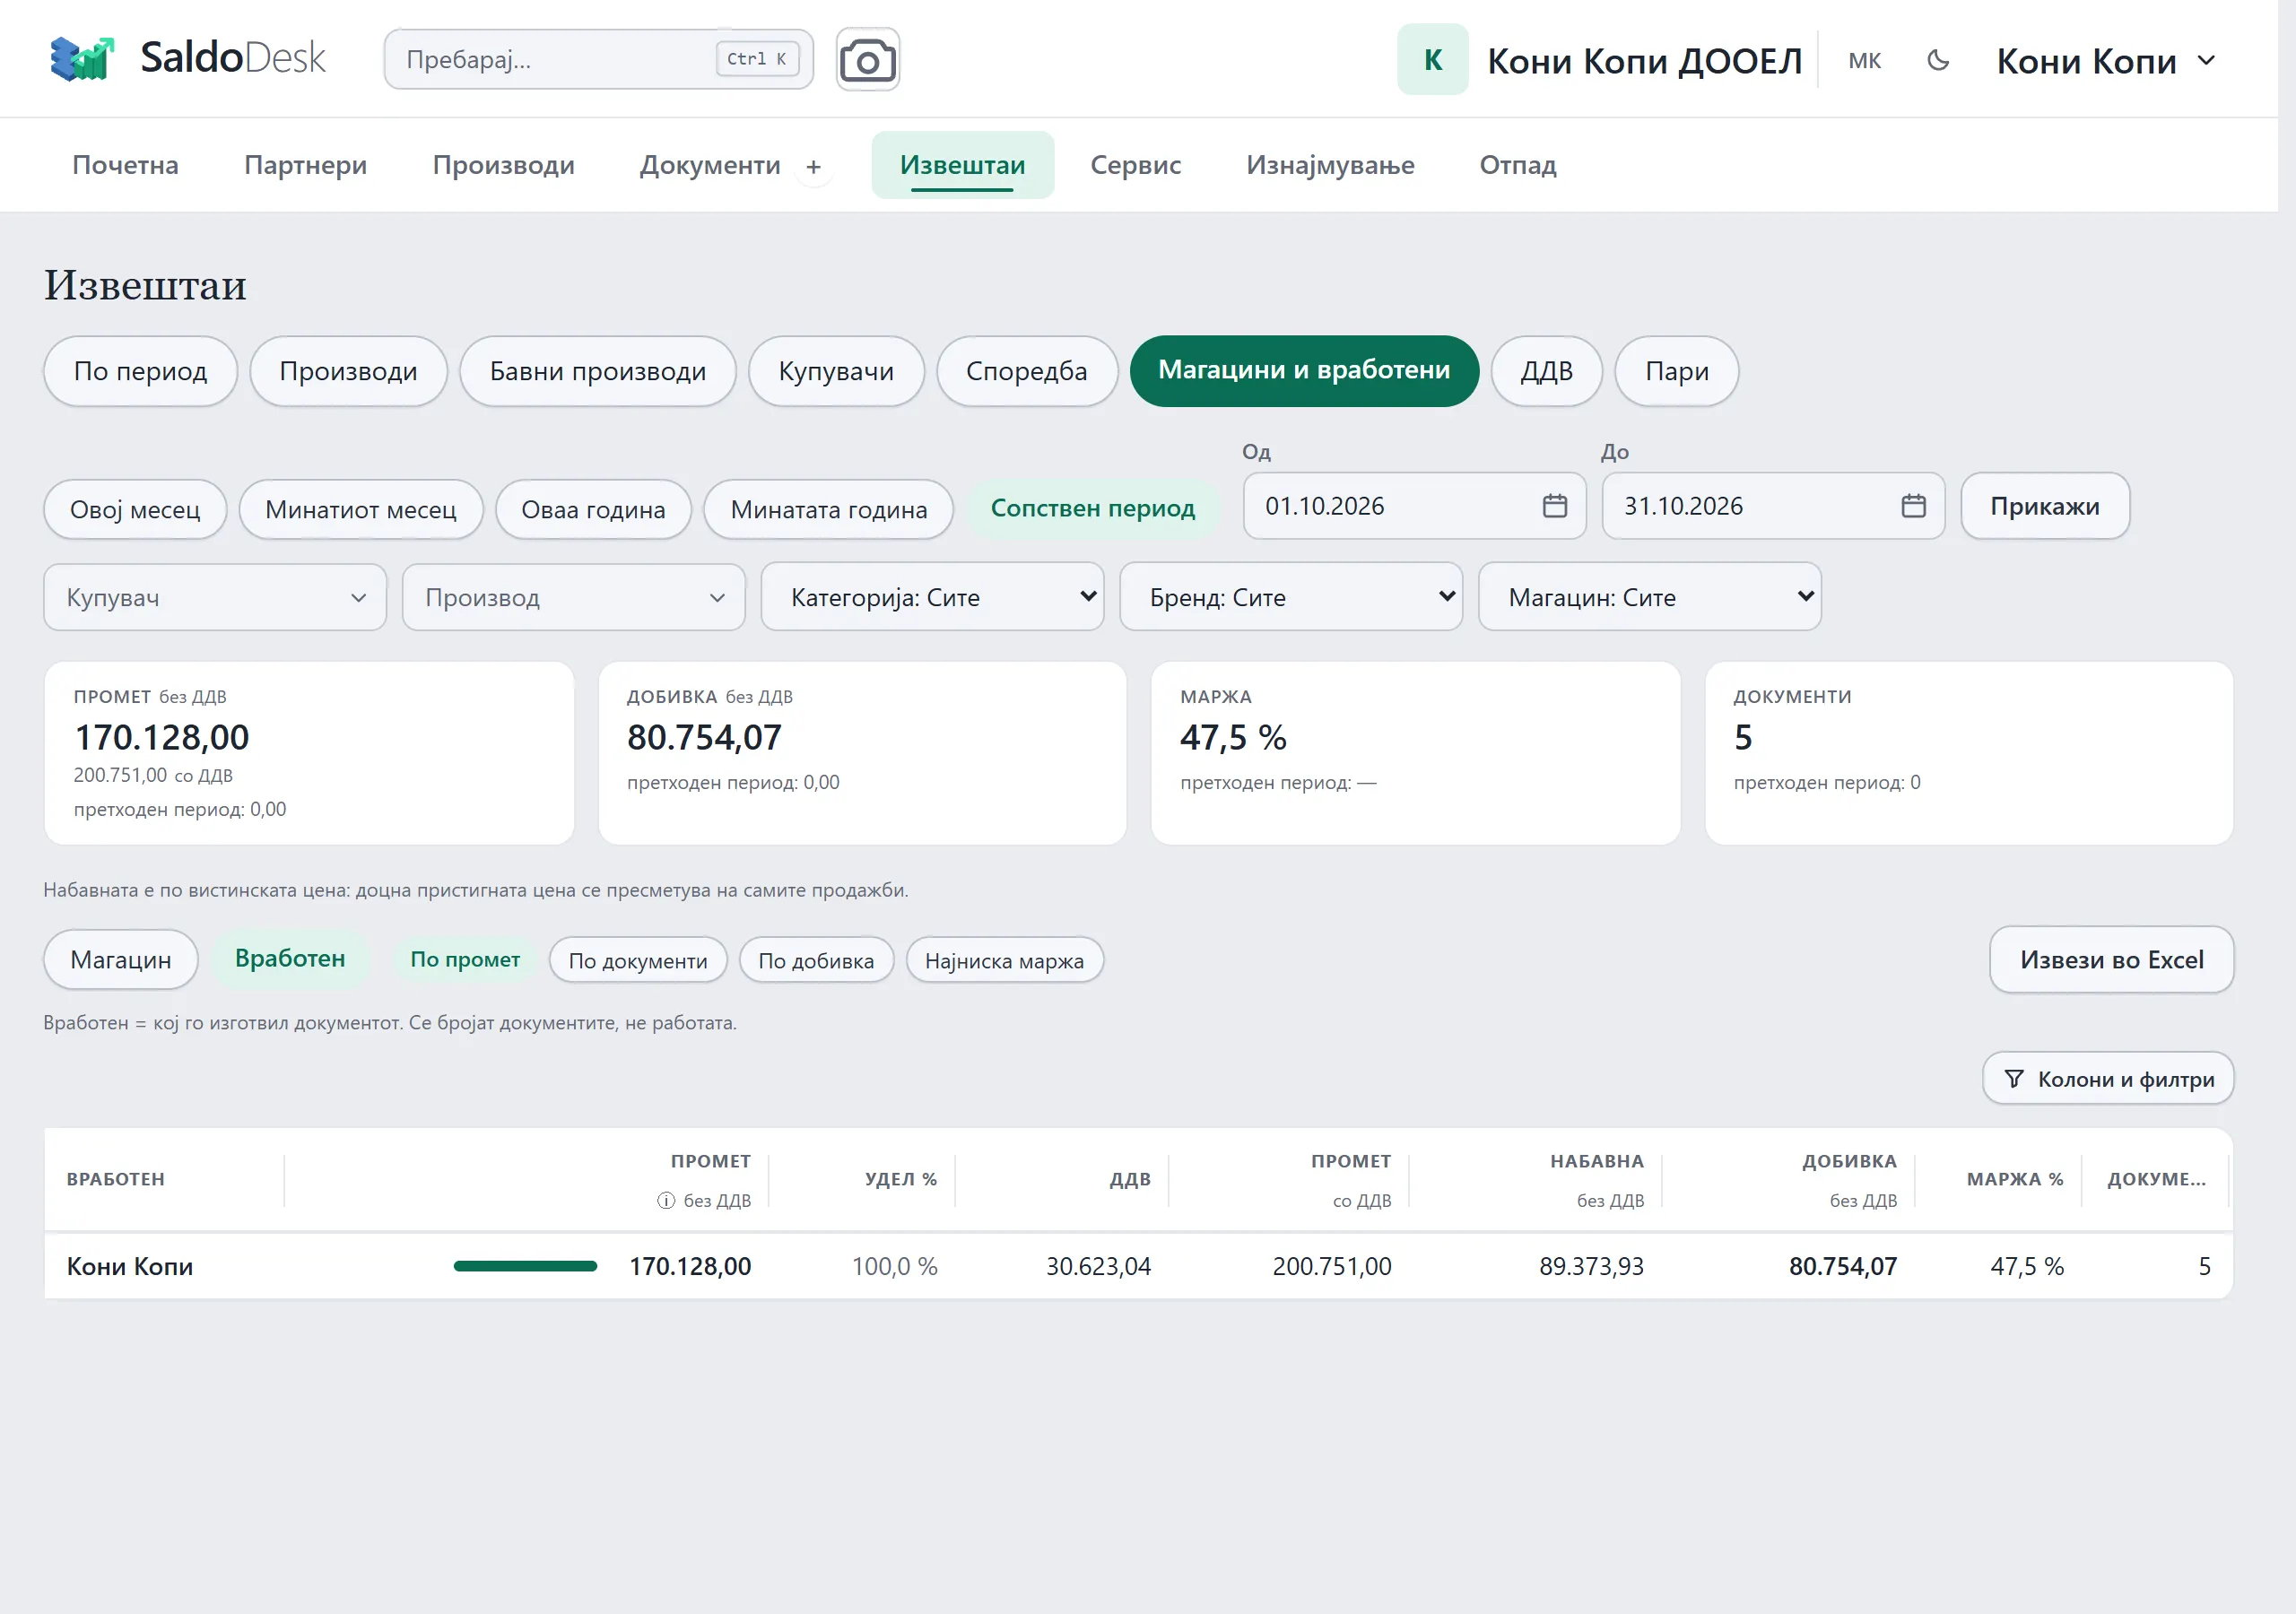 SaldoDesk
Пребарај... Ctrl K
К Кони Копи ДООЕЛ МК Кони Копи
Почетна Партнери Производи Документи + Извештаи Сервис Изнајмување Отпад
Извештаи
По период Производи Бавни производи Купувачи Споредба Магацини и вработени ДДВ Пари
Од До
Овој месец Минатиот месец Оваа година Минатата година Сопствен период 01.10.2026 31.10.2026 Прикажи
Купувач Производ Категорија: Сите Бренд: Сите Магацин: Сите
ПРОМЕТ без ДДВ
170.128,00
200.751,00 со ДДВ
претходен период: 0,00
ДОБИВКА без ДДВ
80.754,07
претходен период: 0,00
МАРЖА
47,5 %
претходен период: —
ДОКУМЕНТИ
5
претходен период: 0
Набавната е по вистинската цена: доцна пристигната цена се пресметува на самите продажби.
Магацин Вработен По промет По документи По добивка Најниска маржа Извези во Excel
Вработен = кој го изготвил документот. Се бројат документите, не работата.
Колони и филтри
ВРАБОТЕН ПРОМЕТ без ДДВ УДЕЛ % ДДВ ПРОМЕТ со ДДВ НАБАВНА без ДДВ ДОБИВКА без ДДВ МАРЖА % ДОКУМЕ...
Кони Копи 170.128,00 100,0 % 30.623,04 200.751,00 89.373,93 80.754,07 47,5 % 5